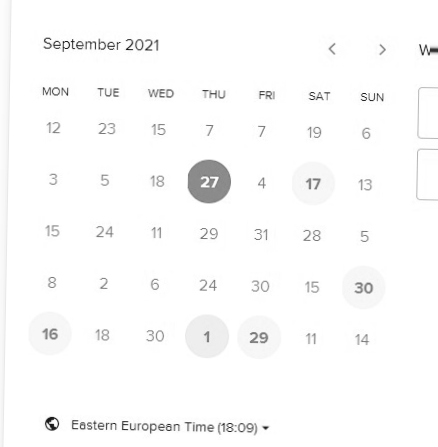 September 2021 < >
MON TUE WED THU FRI SAT SUN
12 23 15 7 7 19 6
3 5 18 27 4 17 13
15 24 11 29 31 28 5
8 2 6 24 30 15 30
16 18 30 1 29 11 14
Eastern European Time (18:09)